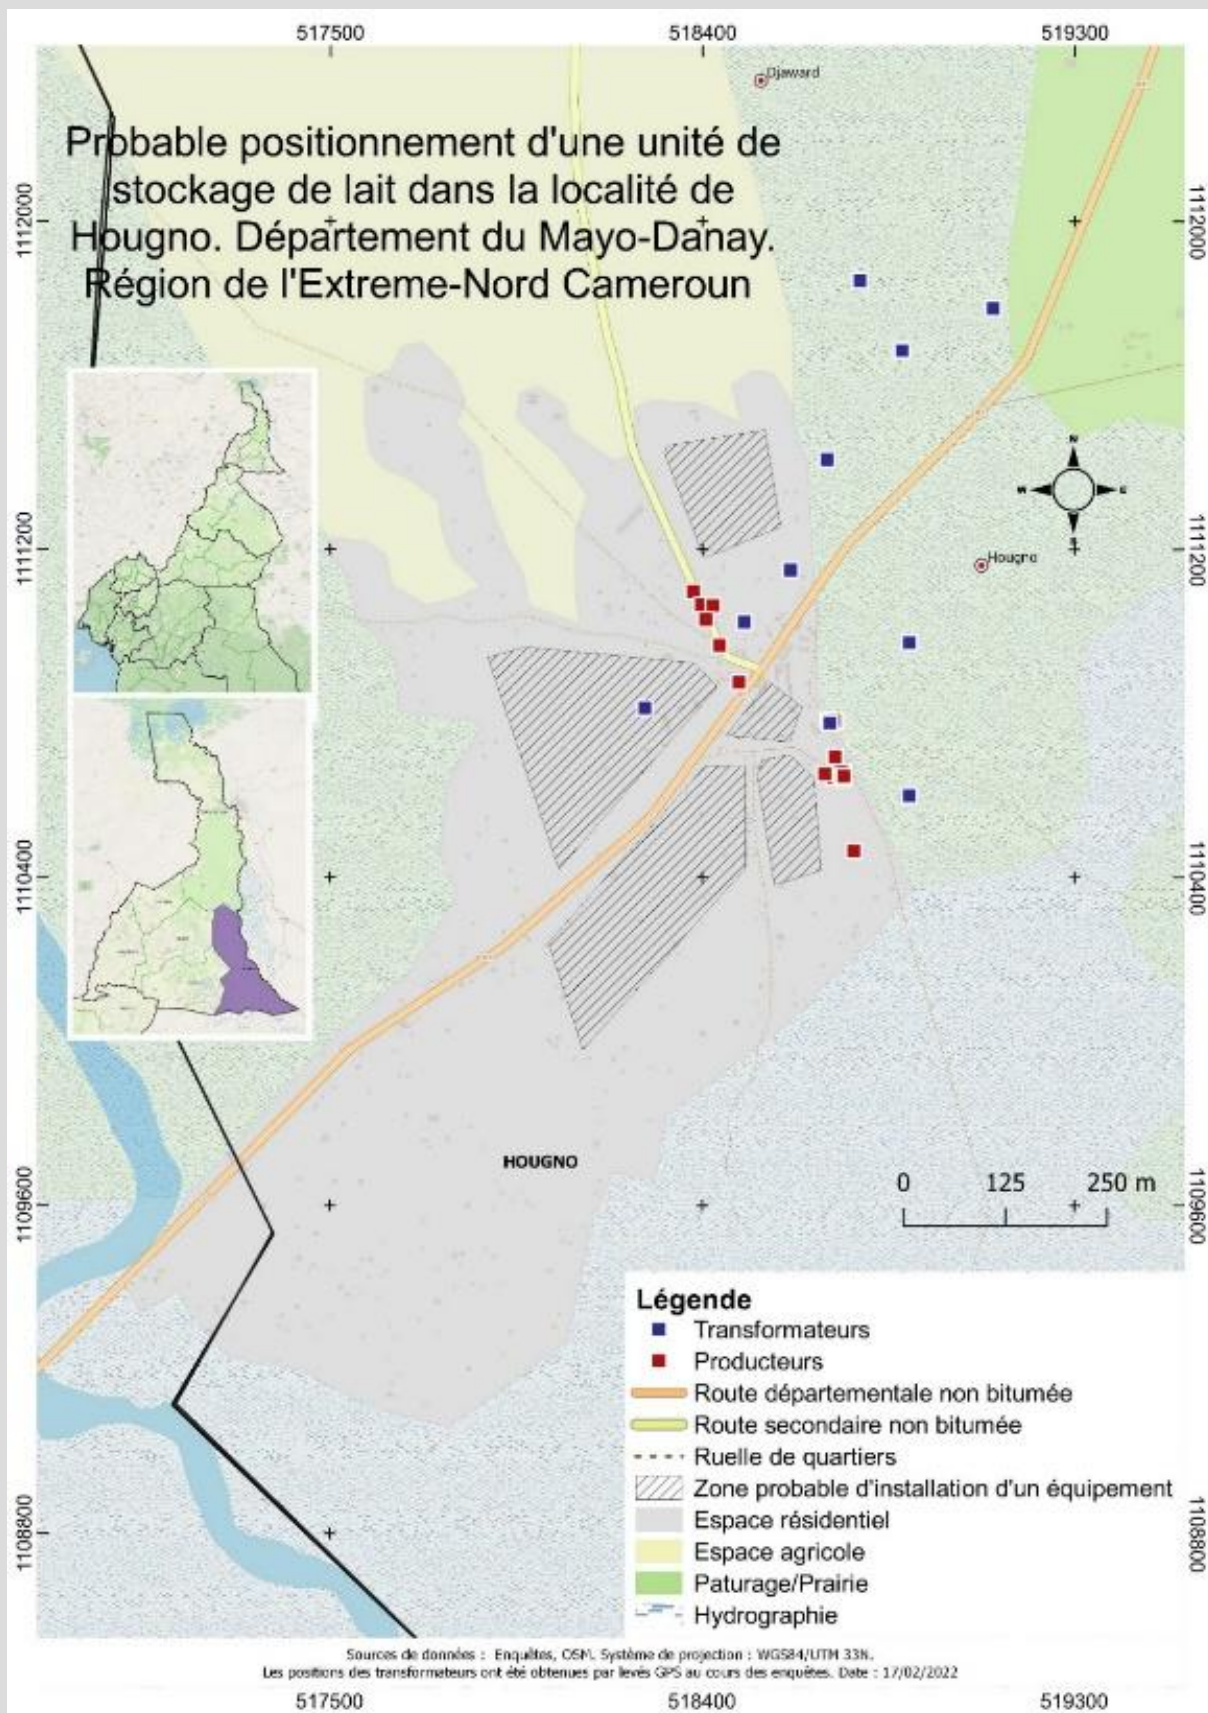 517500 518400 519300
Djaward
Probable positionnement d'une unité de
stockage de lait dans la localité de
Hougno. Département du Mayo-Danay.
Région de l'Extreme-Nord Cameroun
1112000 1112000
N
W E
S
1111200 1111200
Hougno
1110400 1110400
HOUGNO
0 125 250 m
1109600 1109600
Légende
Transformateurs
Producteurs
Route départementale non bitumée
Route secondaire non bitumée
Ruelle de quartiers
Zone probable d'installation d'un équipement
Espace résidentiel
Espace agricole
Paturage/Prairie
Hydrographie
1108800 1108800
Sources de données : Enquêtes, OSM. Système de projection : WGS84/UTM 33N.
Les positions des transformateurs ont été obtenues par levés GPS au cours des enquêtes. Date : 17/02/2022
517500 518400 519300